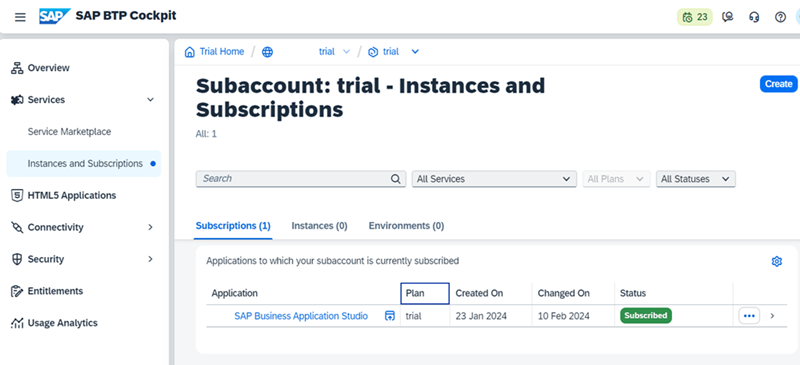 SAP SAP BTP Cockpit 23
Trial Home / trial / trial
Overview
Services
Service Marketplace
Instances and Subscriptions
HTML5 Applications
Connectivity
Security
Entitlements
Usage Analytics
Subaccount: trial - Instances and
Subscriptions
Create
All: 1
Search All Services All Plans All Statuses
Subscriptions (1) Instances (0) Environments (0)
Applications to which your subaccount is currently subscribed
Application Plan Created On Changed On Status
SAP Business Application Studio trial 23 Jan 2024 10 Feb 2024 Subscribed